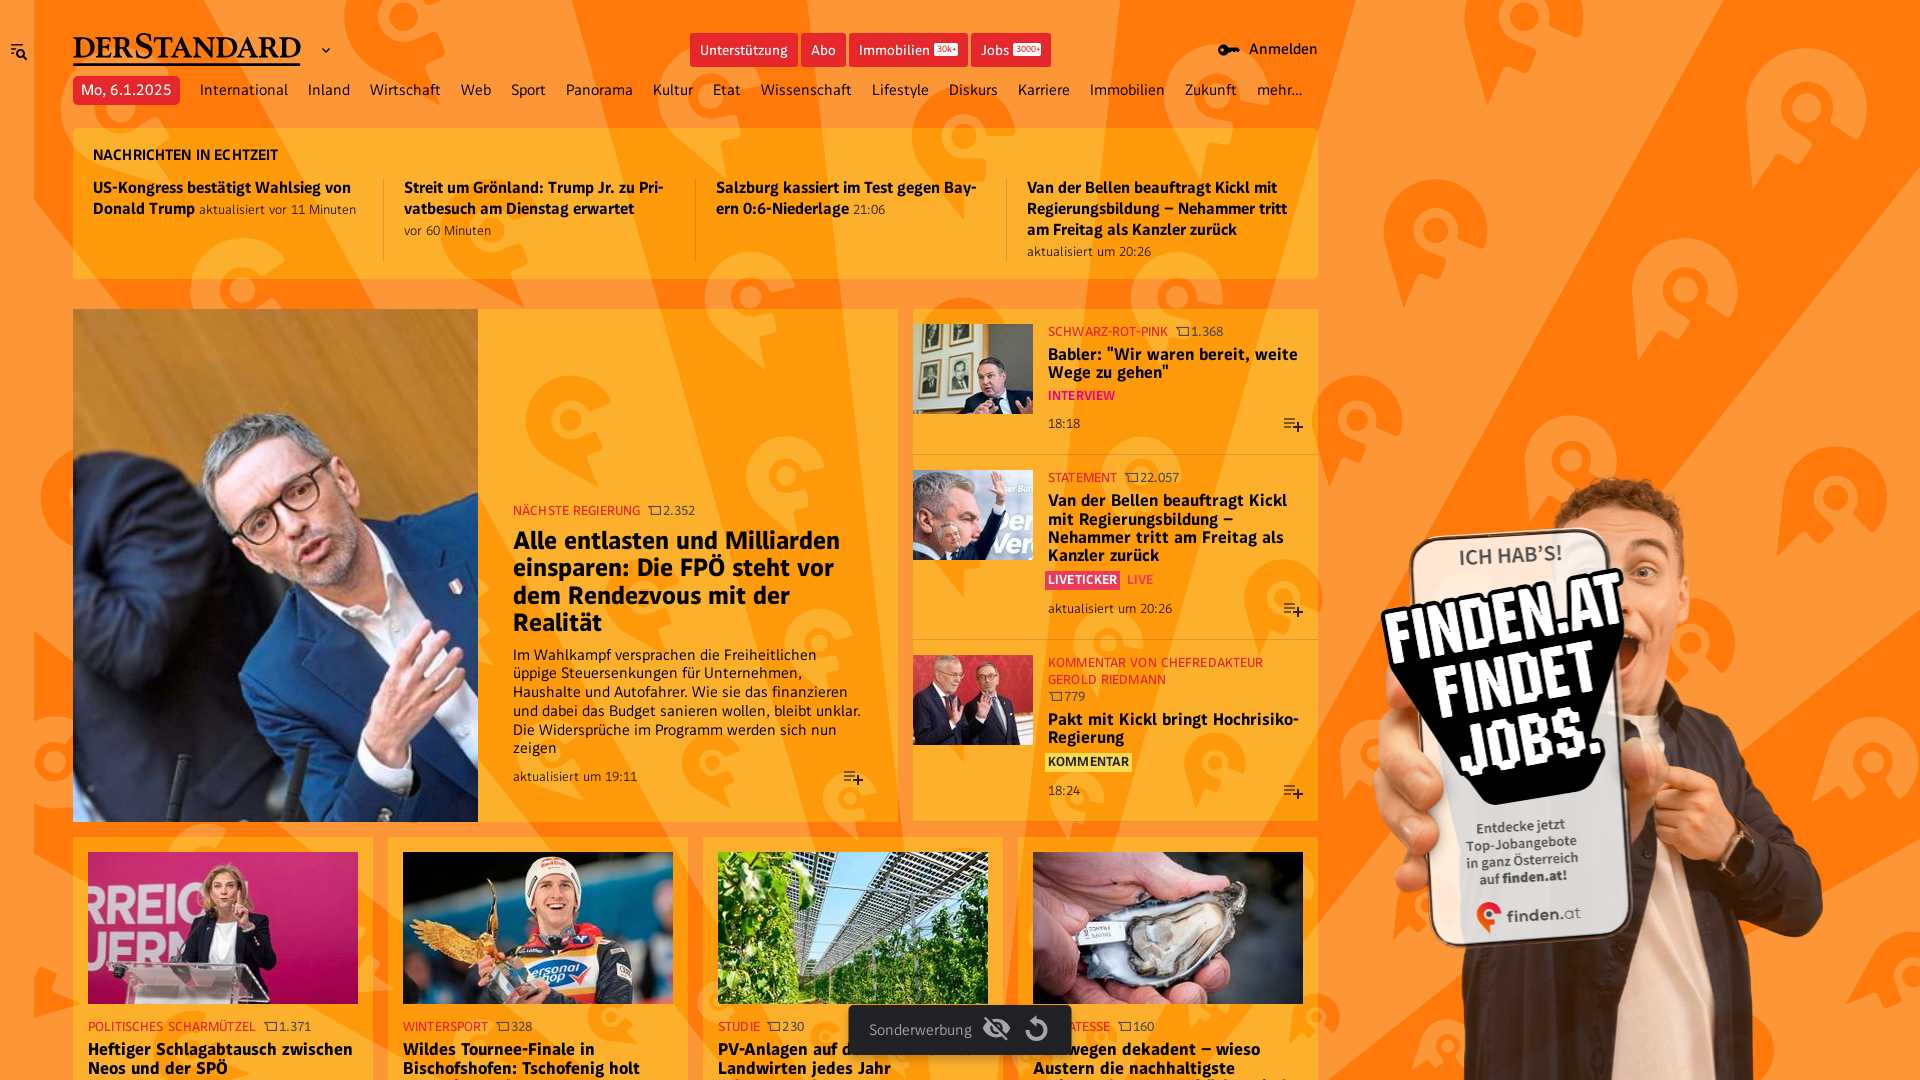 DERSTANDARD
Unterstützung
Abo
Immobilien 30k+
Jobs 3000+
Anmelden
Mo, 6.1.2025
International
Inland
Wirtschaft
Web
Sport
Panorama
Kultur
Etat
Wissenschaft
Lifestyle
Diskurs
Karriere
Immobilien
Zukunft
mehr…
NACHRICHTEN IN ECHTZEIT
US-Kongress bestätigt Wahlsieg von
Donald Trump aktualisiert vor 11 Minuten
Streit um Grönland: Trump Jr. zu Pri-
vatbesuch am Dienstag erwartet
vor 60 Minuten
Salzburg kassiert im Test gegen Bay-
ern 0:6-Niederlage 21:06
Van der Bellen beauftragt Kickl mit
Regierungsbildung – Nehammer tritt
am Freitag als Kanzler zurück
aktualisiert um 20:26
NÄCHSTE REGIERUNG 2.352
Alle entlasten und Milliarden
einsparen: Die FPÖ steht vor
dem Rendezvous mit der
Realität
Im Wahlkampf versprachen die Freiheitlichen
üppige Steuersenkungen für Unternehmen,
Haushalte und Autofahrer. Wie sie das finanzieren
und dabei das Budget sanieren wollen, bleibt unklar.
Die Widersprüche im Programm werden sich nun
zeigen
aktualisiert um 19:11
SCHWARZ-ROT-PINK 1.368
Babler: "Wir waren bereit, weite
Wege zu gehen"
INTERVIEW
18:18
STATEMENT 22.057
Van der Bellen beauftragt Kickl
mit Regierungsbildung –
Nehammer tritt am Freitag als
Kanzler zurück
LIVETICKER LIVE
aktualisiert um 20:26
KOMMENTAR VON CHEFREDAKTEUR
GEROLD RIEDMANN
779
Pakt mit Kickl bringt Hochrisiko-
Regierung
KOMMENTAR
18:24
RREIC
UERN
POLITISCHES SCHARMÜTZEL 1.371
Heftiger Schlagabtausch zwischen
Neos und der SPÖ
WINTERSPORT 328
Wildes Tournee-Finale in
Bischofshofen: Tschofenig holt
STUDIE 230
PV-Anlagen auf d
Landwirten jedes Jahr
ATESSE 160
wegen dekadent – wieso
Austern die nachhaltigste
Sonderwerbung
ICH HAB'S!
FINDEN.AT
FINDET
JOBS.
Entdecke jetzt
Top-Jobangebote
in ganz Österreich
auf finden.at!
finden.at